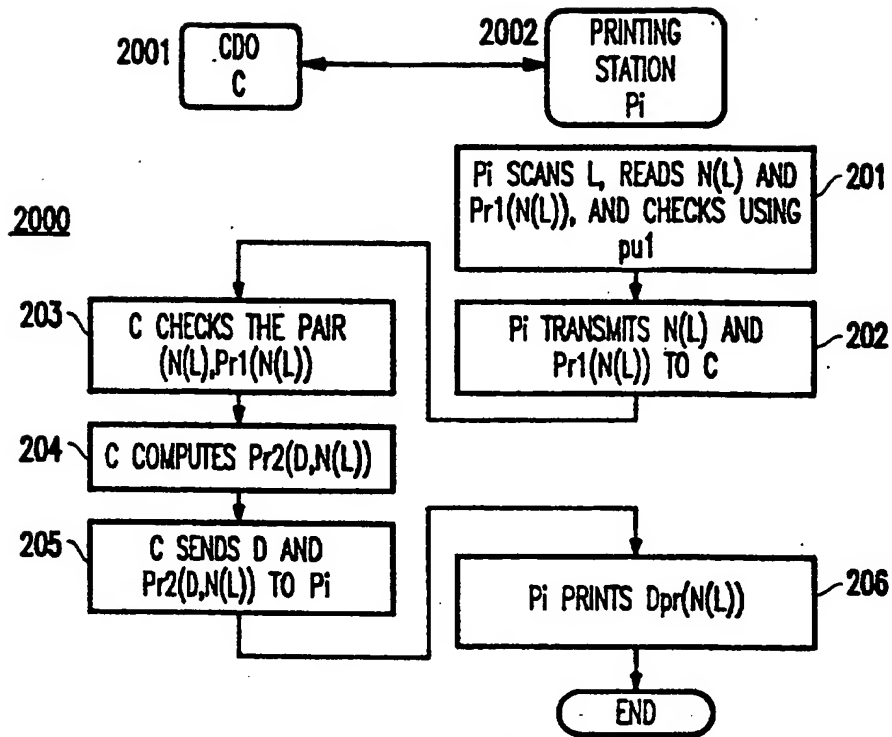 2001
CDO
C
2002
PRINTING
STATION
Pi
Pi SCANS L, READS N(L) AND
Pr1(N(L)), AND CHECKS USING
pu1
201
2000
203
C CHECKS THE PAIR
(N(L),Pr1(N(L))
Pi TRANSMITS N(L) AND
Pr1(N(L)) TO C
202
204
C COMPUTES Pr2(D,N(L))
205
C SENDS D AND
Pr2(D,N(L)) TO Pi
Pi PRINTS Dpr(N(L))
206
END